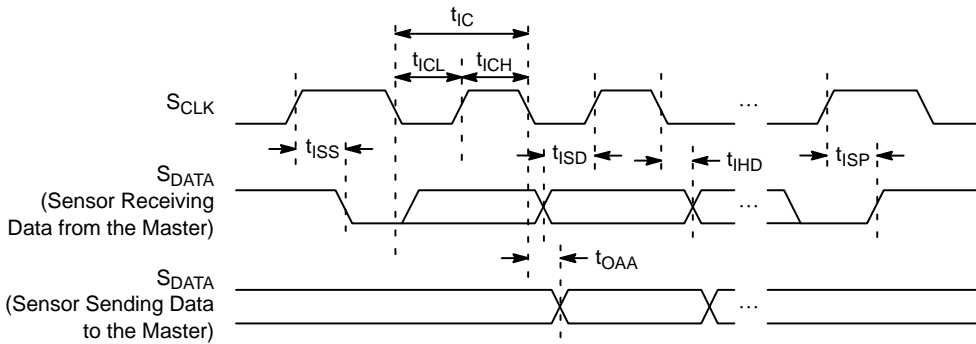 tIC
tICL tICH
SCLK
...
tISS tISD tIHD tISP
SDATA
(Sensor Receiving
Data from the Master)
...
tOAA
SDATA
(Sensor Sending Data
to the Master)
...